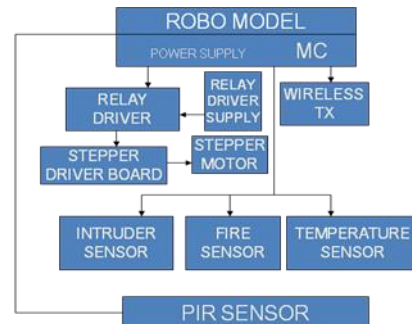 ROBO MODEL
POWER SUPPLY MC
RELAY
DRIVER
RELAY
DRIVER
SUPPLY
WIRELESS
TX
STEPPER
DRIVER BOARD
STEPPER
MOTOR
INTRUDER
SENSOR
FIRE
SENSOR
TEMPERATURE
SENSOR
PIR SENSOR